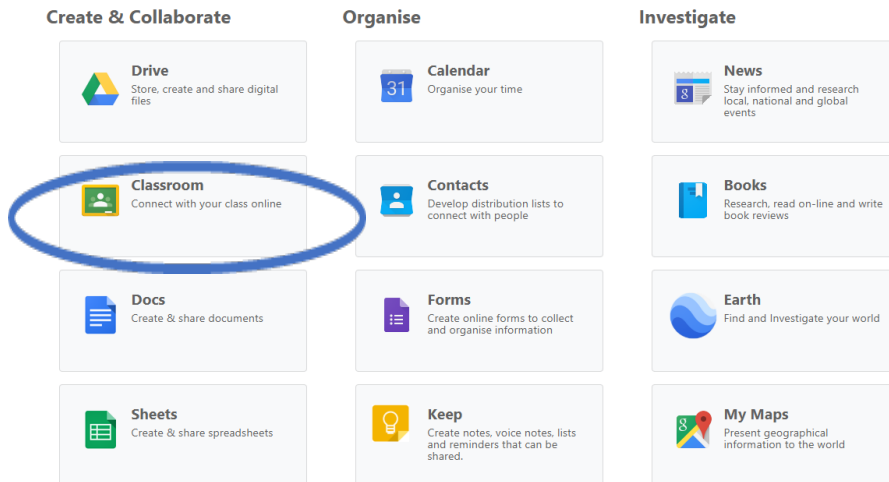 Create & Collaborate
Drive
Store, create and share digital
files
Classroom
Connect with your class online
Docs
Create & share documents
Sheets
Create & share spreadsheets
Organise
31
Calendar
Organise your time
Contacts
Develop distribution lists to
connect with people
Forms
Create online forms to collect
and organise information
Keep
Create notes, voice notes, lists
and reminders that can be
shared.
Investigate
8
News
Stay informed and research
local, national and global
events
Books
Research, read on-line and write
book reviews
Earth
Find and Investigate your world
8
My Maps
Present geographical
information to the world